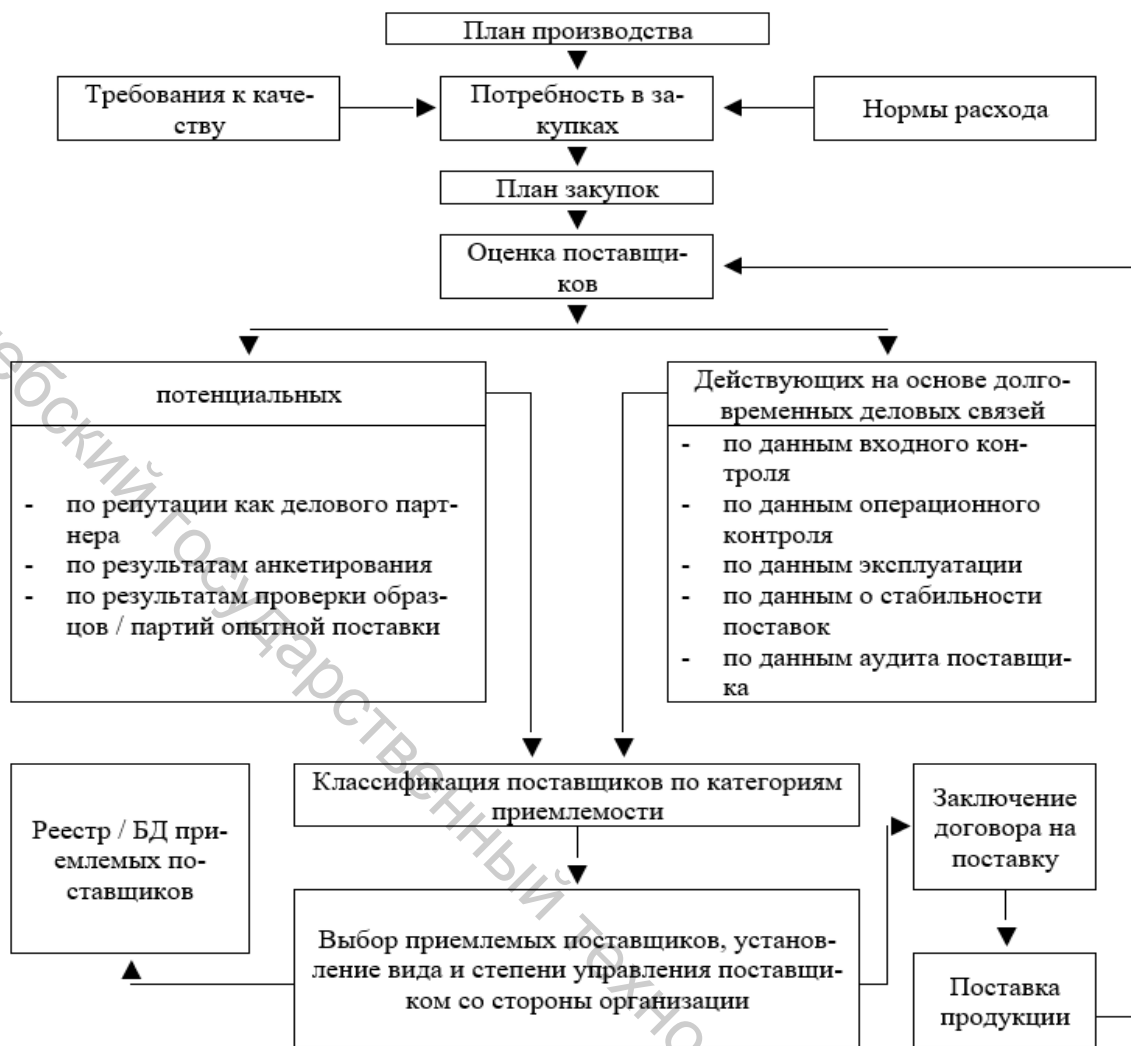 План производства
Требования к каче-
ству
Потребность в за-
купках
Нормы расхода
План закупок
Оценка поставщи-
ков
потенциальных
- по репутации как делового парт-
нера
- по результатам анкетирования
- по результатам проверки образ-
цов / партий опытной поставки
Действующих на основе долго-
временных деловых связей
- по данным входного кон-
троля
- по данным операционного
контроля
- по данным эксплуатации
- по данным о стабильности
поставок
- по данным аудита поставщи-
ка
Классификация поставщиков по категориям
приемлемости
Реестр / БД при-
емлемых по-
ставщиков
Выбор приемлемых поставщиков, установ-
ление вида и степени управления поставщи-
ком со стороны организации
Заключение
договора на
поставку
Поставка
продукции
государственный